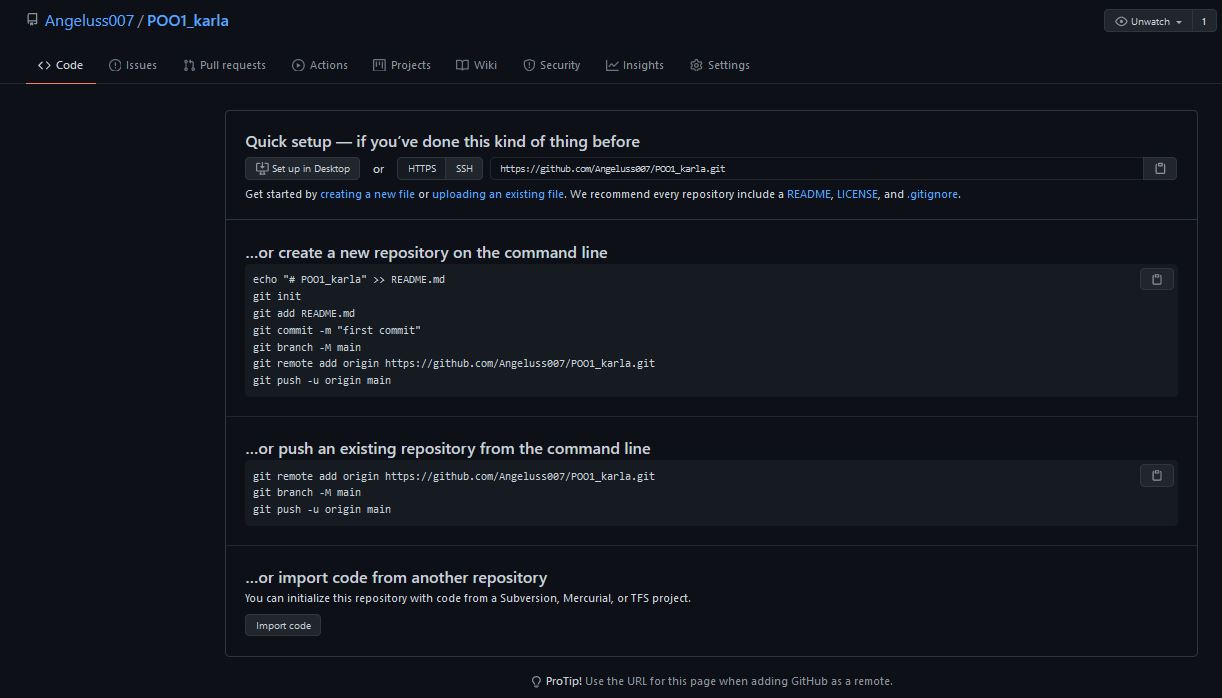 Angeluss007 / POO1_karla
Unwatch 1
Code Issues Pull requests Actions Projects Wiki Security Insights Settings
Quick setup — if you've done this kind of thing before
Set up in Desktop or HTTPS SSH https://github.com/Angeluss007/POO1_karla.git
Get started by creating a new file or uploading an existing file. We recommend every repository include a README, LICENSE, and .gitignore.
...or create a new repository on the command line
echo "# POO1_karla" >> README.md
git init
git add README.md
git commit -m "first commit"
git branch -M main
git remote add origin https://github.com/Angeluss007/POO1_karla.git
git push -u origin main
...or push an existing repository from the command line
git remote add origin https://github.com/Angeluss007/POO1_karla.git
git branch -M main
git push -u origin main
...or import code from another repository
You can initialize this repository with code from a Subversion, Mercurial, or TFS project.
Import code
ProTip! Use the URL for this page when adding GitHub as a remote.